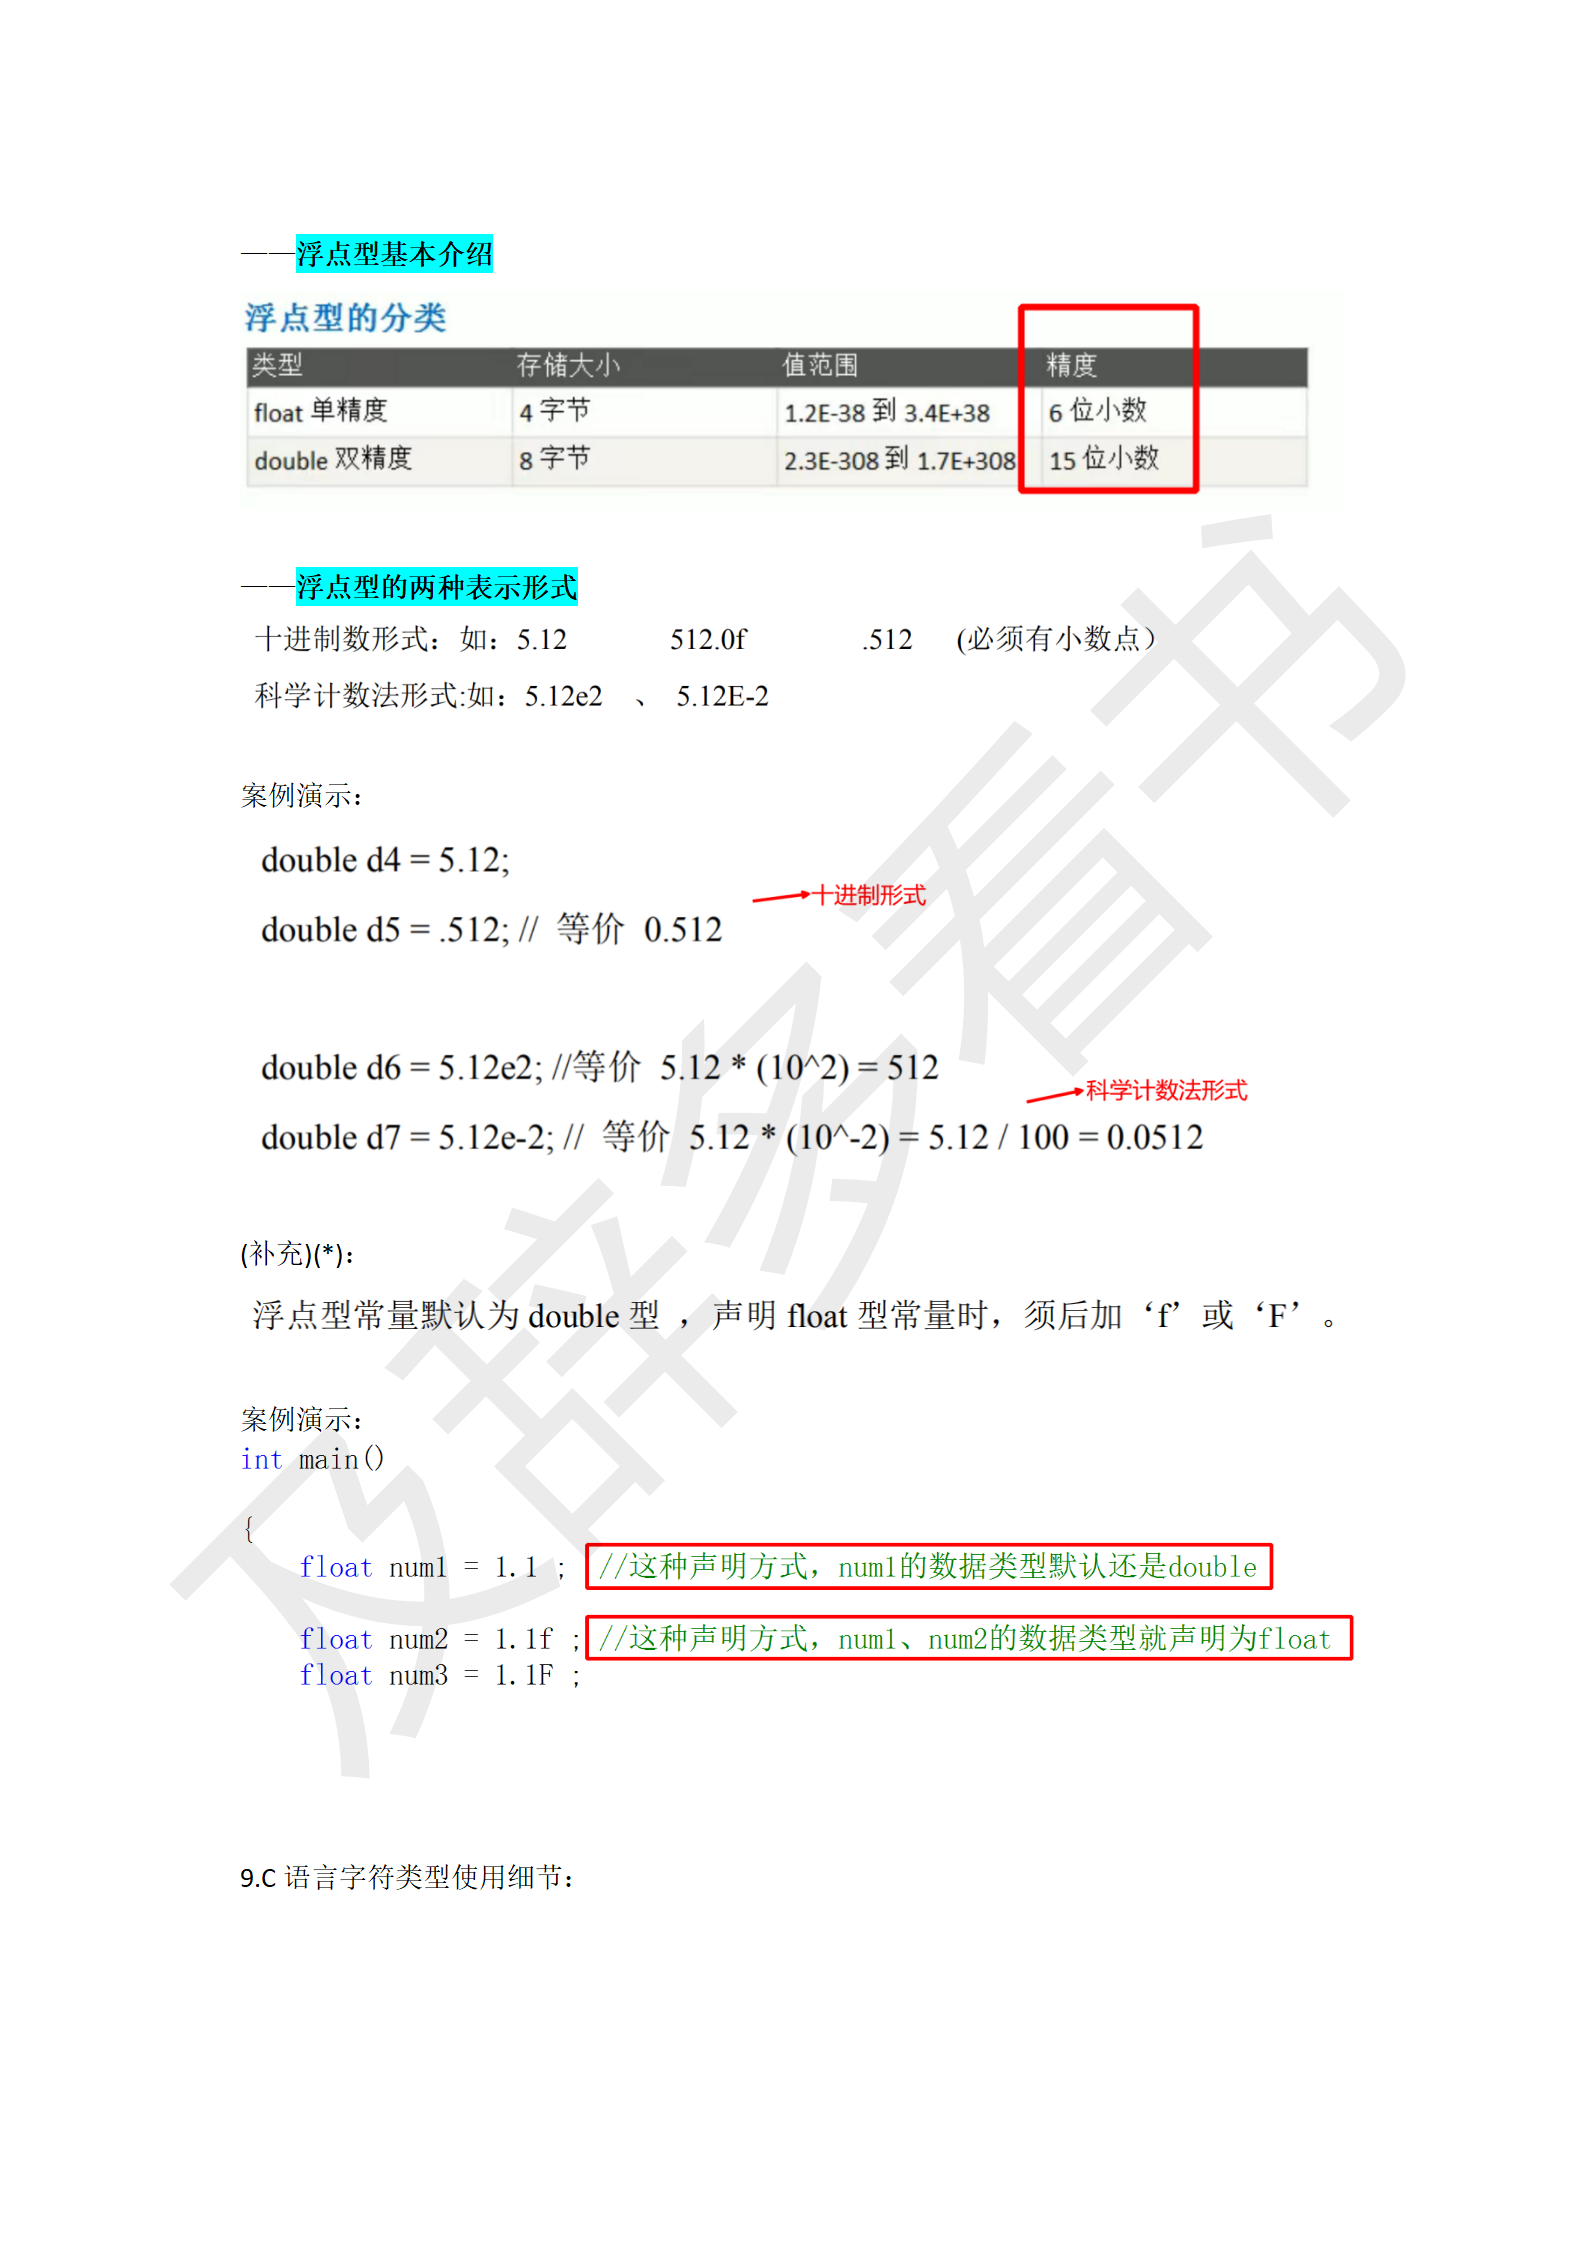 ——浮点型基本介绍
浮点型的分类
类型 存储大小 值范围 精度
float 单精度 4 字节 1.2E-38 到 3.4E+38 6 位小数
double 双精度 8 字节 2.3E-308 到 1.7E+308 15 位小数
——浮点型的两种表示形式
十进制数形式：如：5.12 512.0f .512 (必须有小数点）
科学计数法形式:如：5.12e2 、 5.12E-2
案例演示：
double d4 = 5.12;
十进制形式
double d5 = .512; // 等价 0.512
double d6 = 5.12e2; //等价 5.12 * (10^2) = 512
科学计数法形式
double d7 = 5.12e-2; // 等价 5.12 * (10^-2) = 5.12 / 100 = 0.0512
(补充)(*)：
浮点型常量默认为 double 型 ，声明 float 型常量时，须后加‘f’或‘F’。
案例演示：
int main()
{
float num1 = 1.1 ; //这种声明方式，num1的数据类型默认还是double
float num2 = 1.1f ; //这种声明方式，num1、num2的数据类型就声明为float
float num3 = 1.1F ;
9.C 语言字符类型使用细节：
及辞多看书